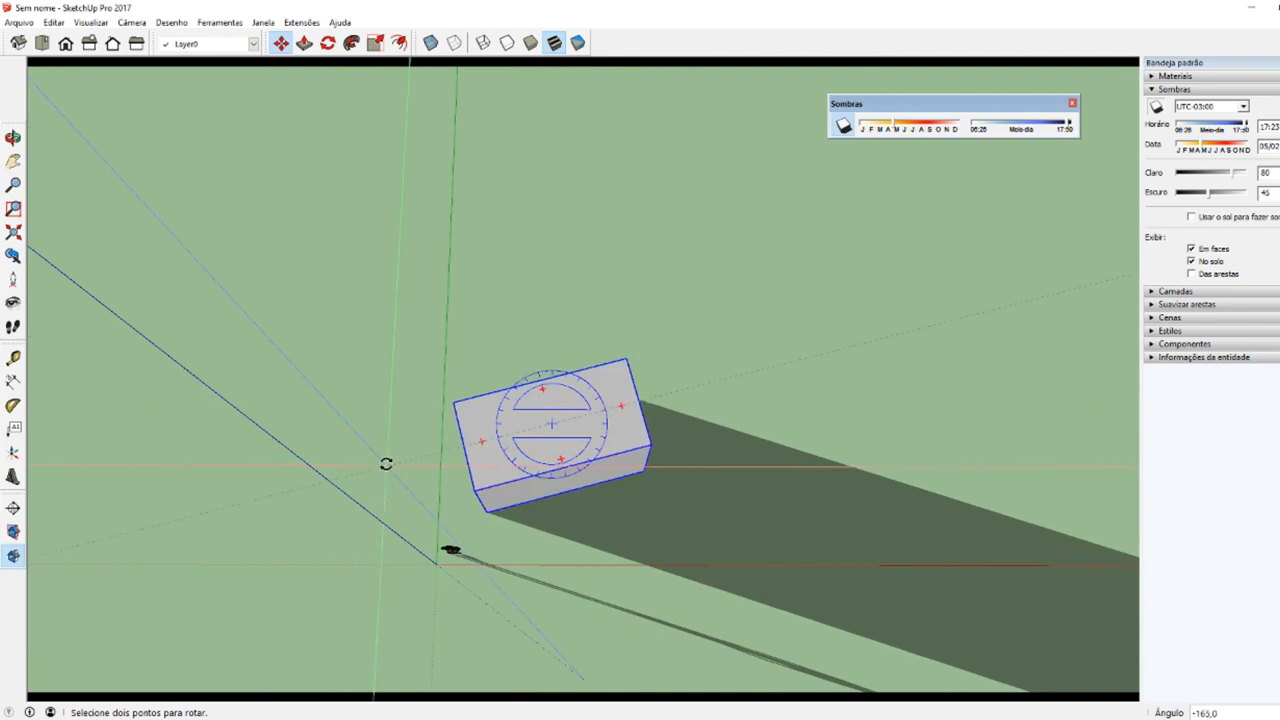 Sem nome - SketchUp Pro 2017
Arquivo Editar Visualizar Câmera Desenho Ferramentas Janela Extensões Ajuda
Layer0
Sombras
J F M A M J J A S O N D 06:25 Meio-dia 17:50
Bandeja padrão
Materiais
Sombras
UTC-03:00
Horário 06:25 Meio-dia 17:50 17:23
Data J F M A M J J A S O N D 05/02
Claro 80
Escuro 45
Usar o sol para fazer som
Exibir:
Em faces
No solo
Das arestas
Camadas
Suavizar arestas
Cenas
Estilos
Componentes
Informações da entidade
A1
Selecione dois pontos para rotar.
Ângulo -165,0